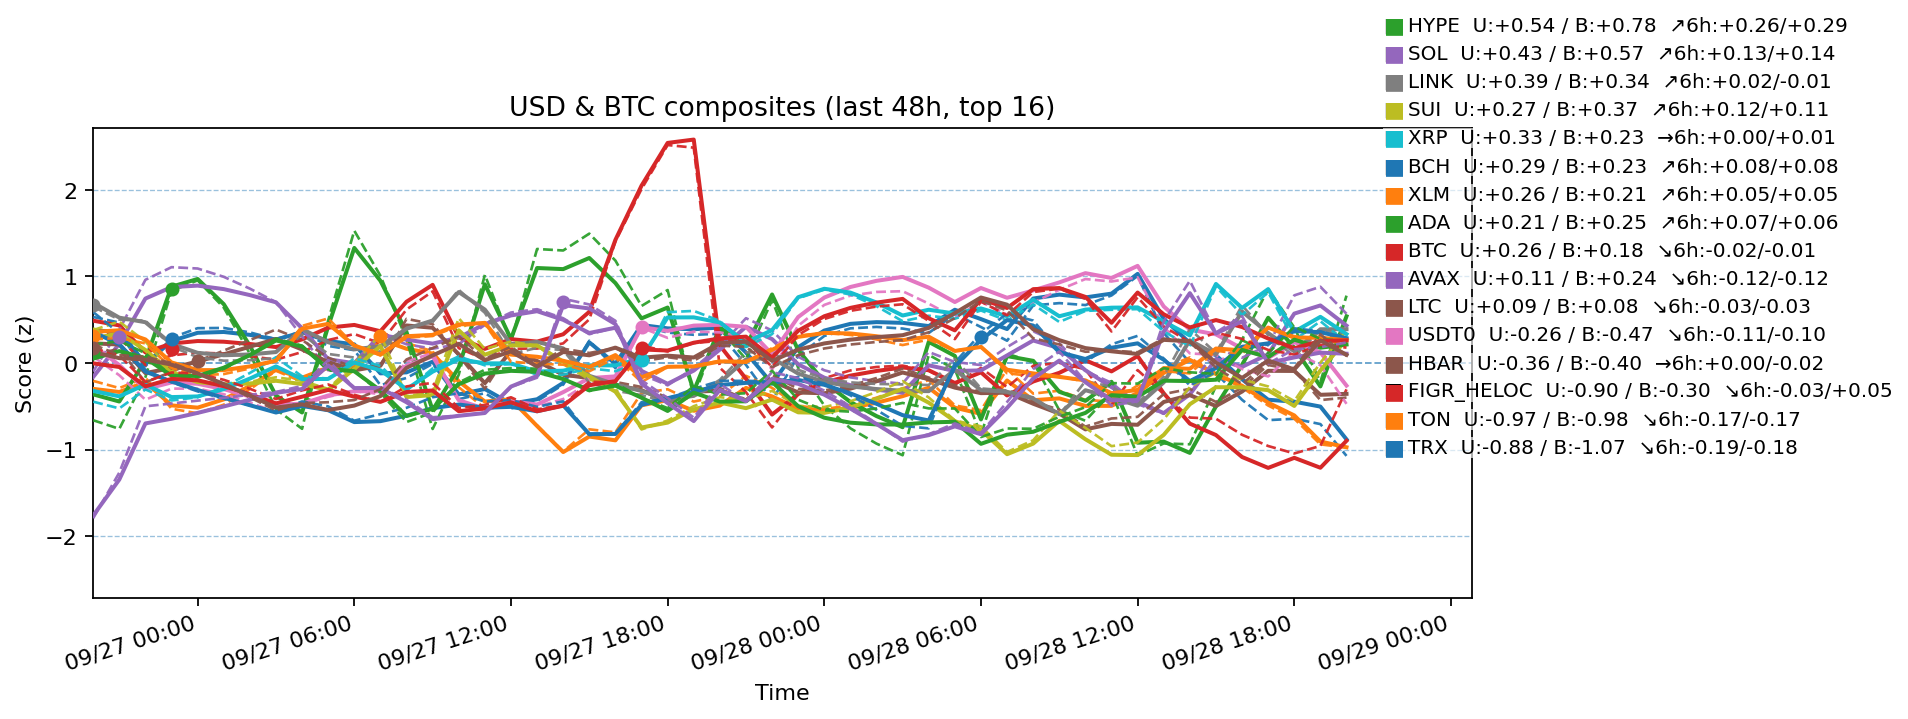 HYPE  U:+0.54 / B:+0.78  ↗6h:+0.26/+0.29
SOL  U:+0.43 / B:+0.57  ↗6h:+0.13/+0.14
LINK  U:+0.39 / B:+0.34  ↗6h:+0.02/-0.01
SUI  U:+0.27 / B:+0.37  ↗6h:+0.12/+0.11
XRP  U:+0.33 / B:+0.23  →6h:+0.00/+0.01
BCH  U:+0.29 / B:+0.23  ↗6h:+0.08/+0.08
XLM  U:+0.26 / B:+0.21  ↗6h:+0.05/+0.05
ADA  U:+0.21 / B:+0.25  ↗6h:+0.07/+0.06
BTC  U:+0.26 / B:+0.18  ↘6h:-0.02/-0.01
AVAX  U:+0.11 / B:+0.24  ↘6h:-0.12/-0.12
LTC  U:+0.09 / B:+0.08  ↘6h:-0.03/-0.03
USDT0  U:-0.26 / B:-0.47  ↘6h:-0.11/-0.10
HBAR  U:-0.36 / B:-0.40  →6h:+0.00/-0.02
FIGR_HELOC  U:-0.90 / B:-0.30  ↘6h:-0.03/+0.05
TON  U:-0.97 / B:-0.98  ↘6h:-0.17/-0.17
TRX  U:-0.88 / B:-1.07  ↘6h:-0.19/-0.18
USD & BTC composites (last 48h, top 16)
Score (z)
2
1
0
−1
−2
09/27 00:00
09/27 06:00
09/27 12:00
09/27 18:00
09/28 00:00
09/28 06:00
09/28 12:00
09/28 18:00
09/29 00:00
Time